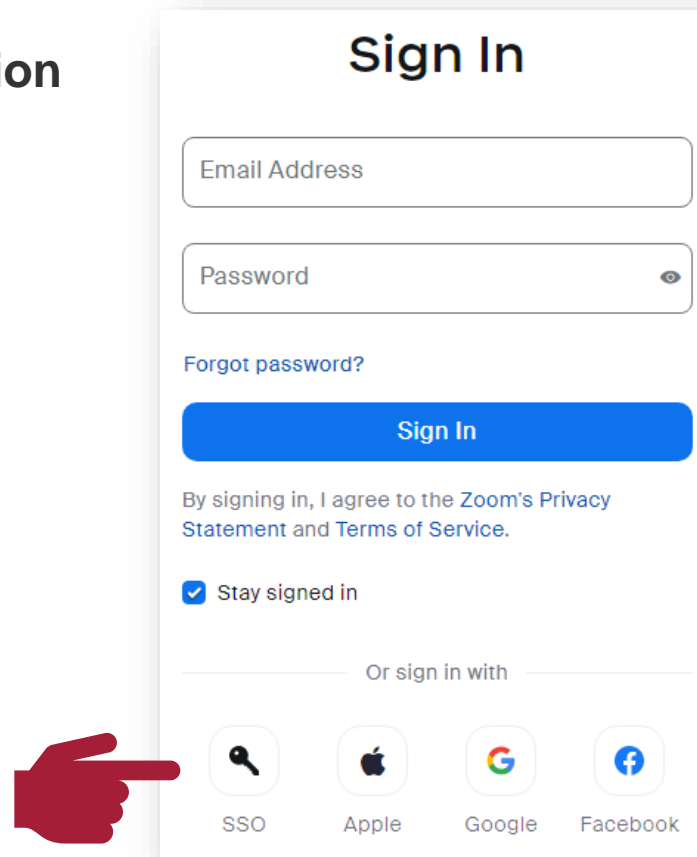 Sign In
ion
Email Address
Password
Forgot password?
Sign In
By signing in, I agree to the Zoom's Privacy
Statement and Terms of Service.
Stay signed in
Or sign in with
SSO Apple Google Facebook